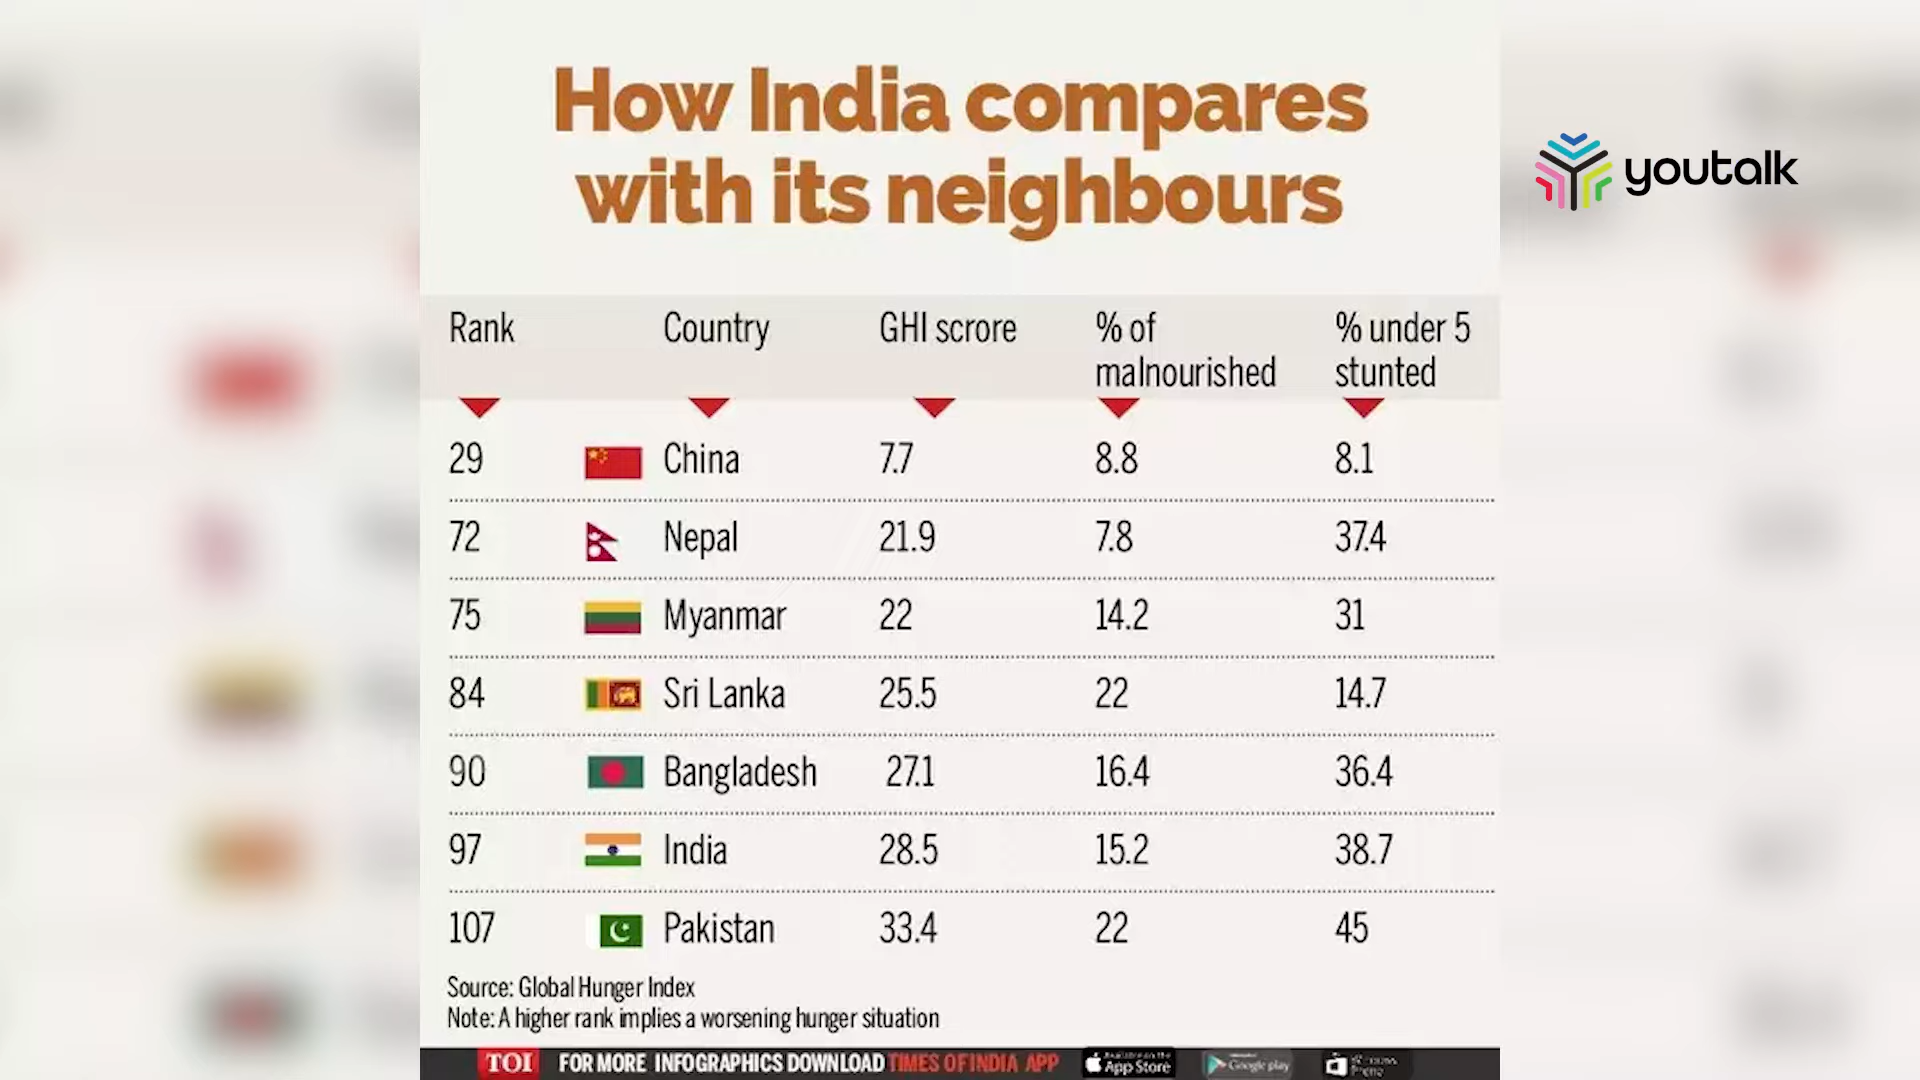 How India compares
with its neighbours
youtalk
Rank Country GHI scrore % of malnourished % under 5 stunted
29 China 7.7 8.8 8.1
72 Nepal 21.9 7.8 37.4
75 Myanmar 22 14.2 31
84 Sri Lanka 25.5 22 14.7
90 Bangladesh 27.1 16.4 36.4
97 India 28.5 15.2 38.7
107 Pakistan 33.4 22 45
Source: Global Hunger Index
Note: A higher rank implies a worsening hunger situation
TOI FOR MORE INFOGRAPHICS DOWNLOAD TIMES OF INDIA APP
App Store
Google play